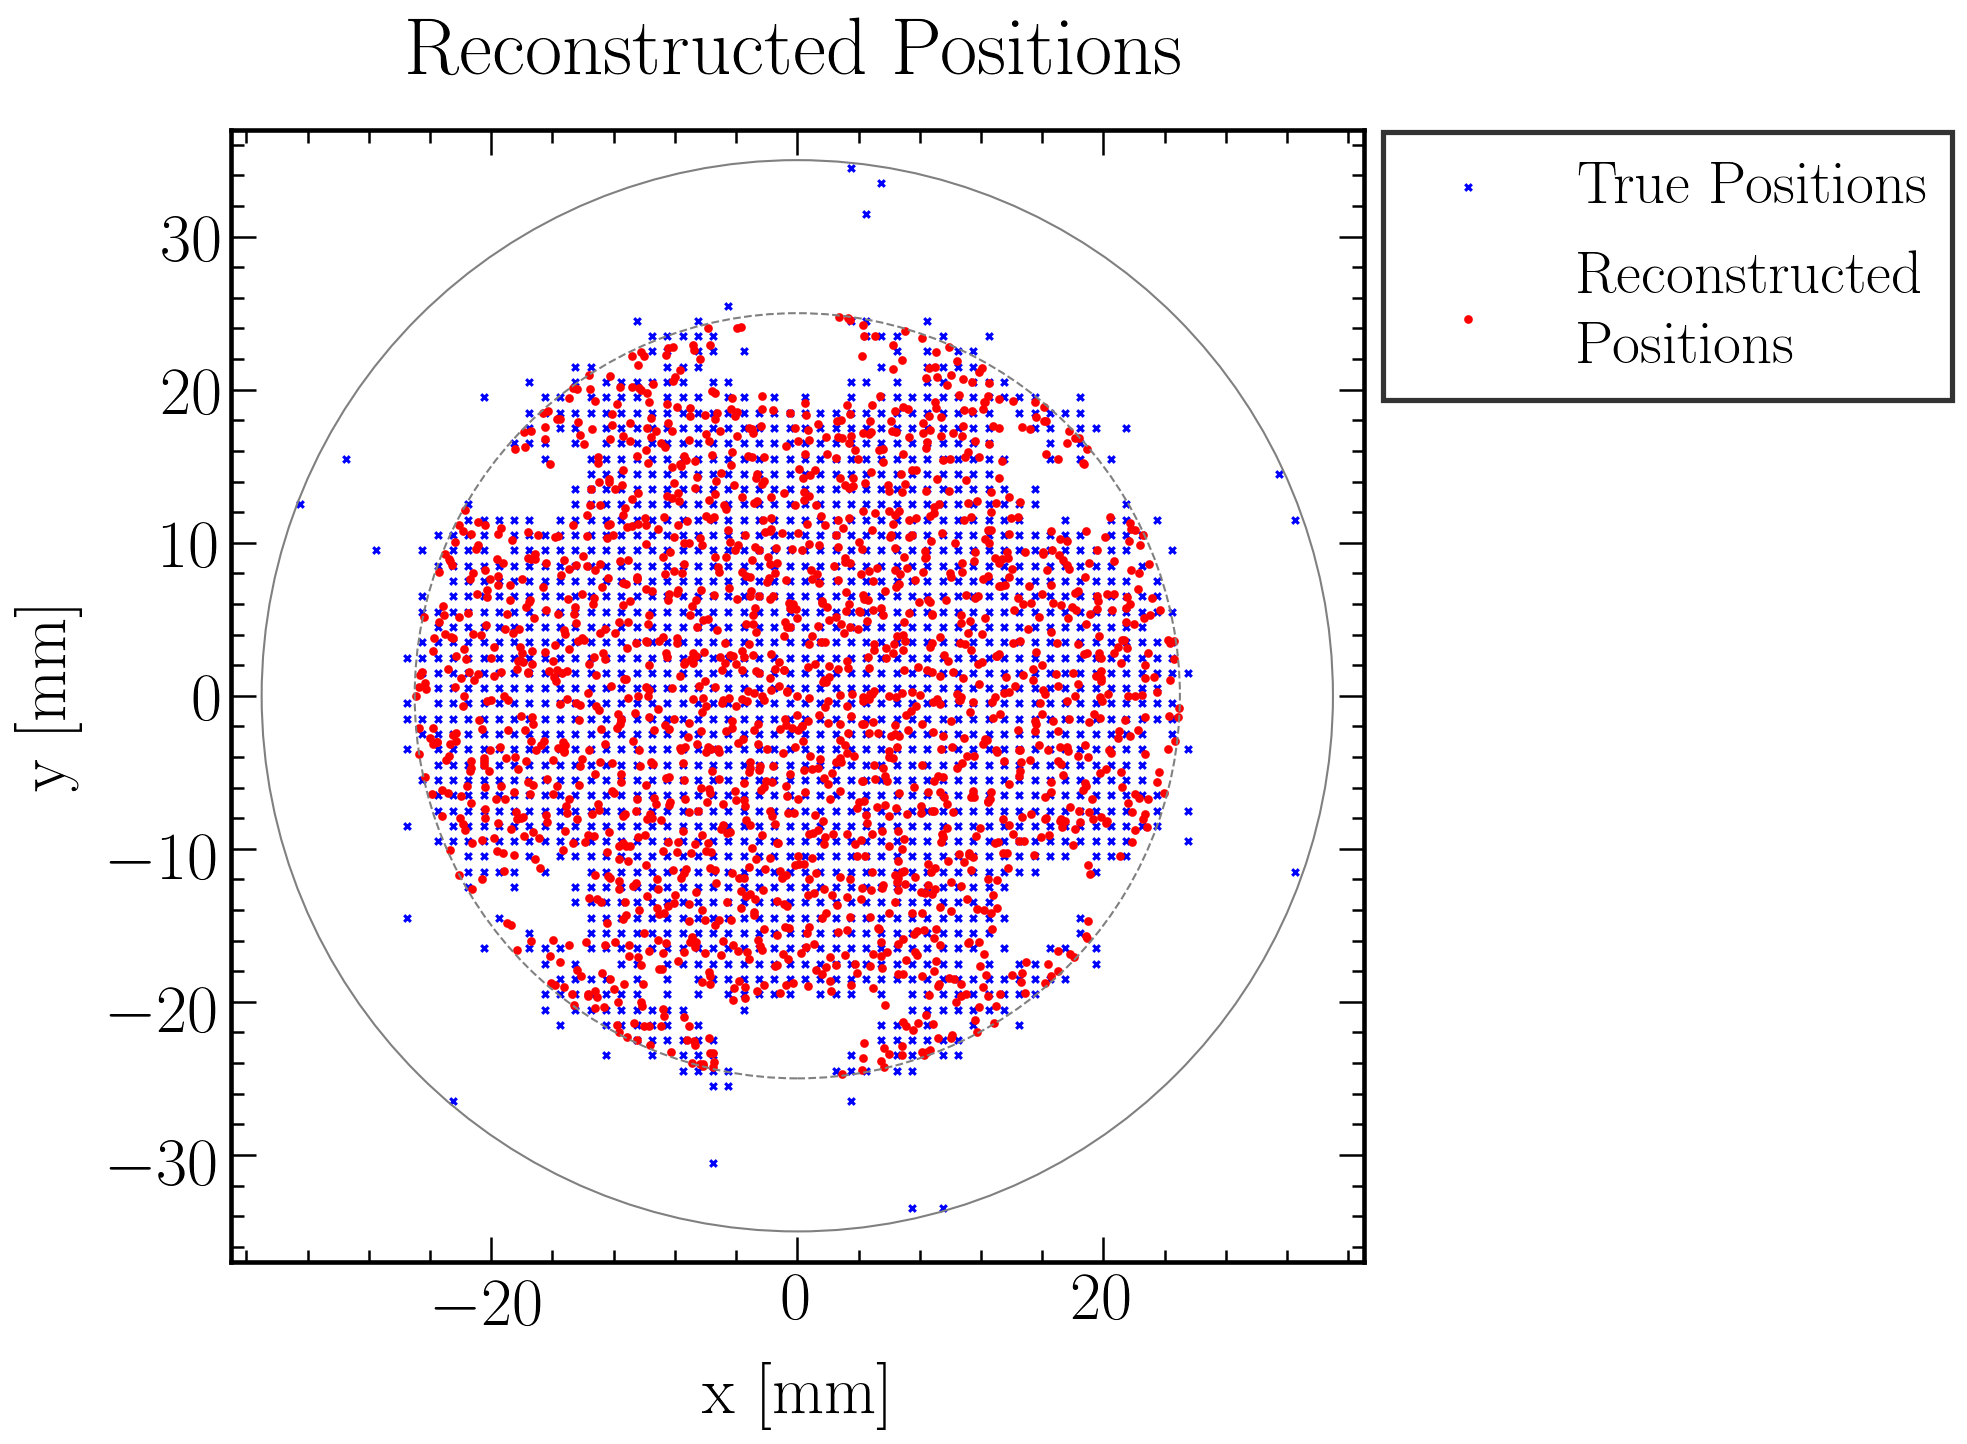 Reconstructed Positions
True Positions
Reconstructed
Positions
30
20
10
0
−10
−20
−30
y [mm]
−20 0 20
x [mm]